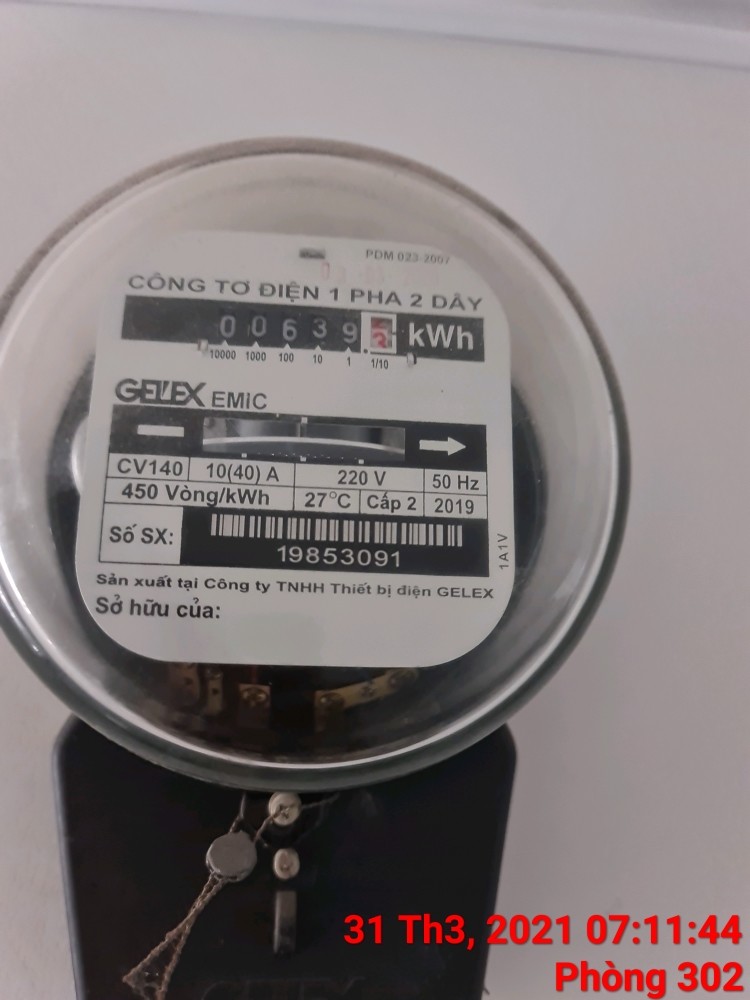 PDM 023-2007
CÔNG TƠ ĐIỆN 1 PHA 2 DÂY
0 0 6 3 9 kWh
10000 1000 100 10 1 1/10
GELEX EMIC
CV140 10(40) A 220 V 50 Hz
450 Vòng/kWh 27°C Cấp 2 2019
Số SX:
19853091
1A1V
Sản xuất tại Công ty TNHH Thiết bị điện GELEX
Sở hữu của:
31 Th3, 2021 07:11:44
Phòng 302